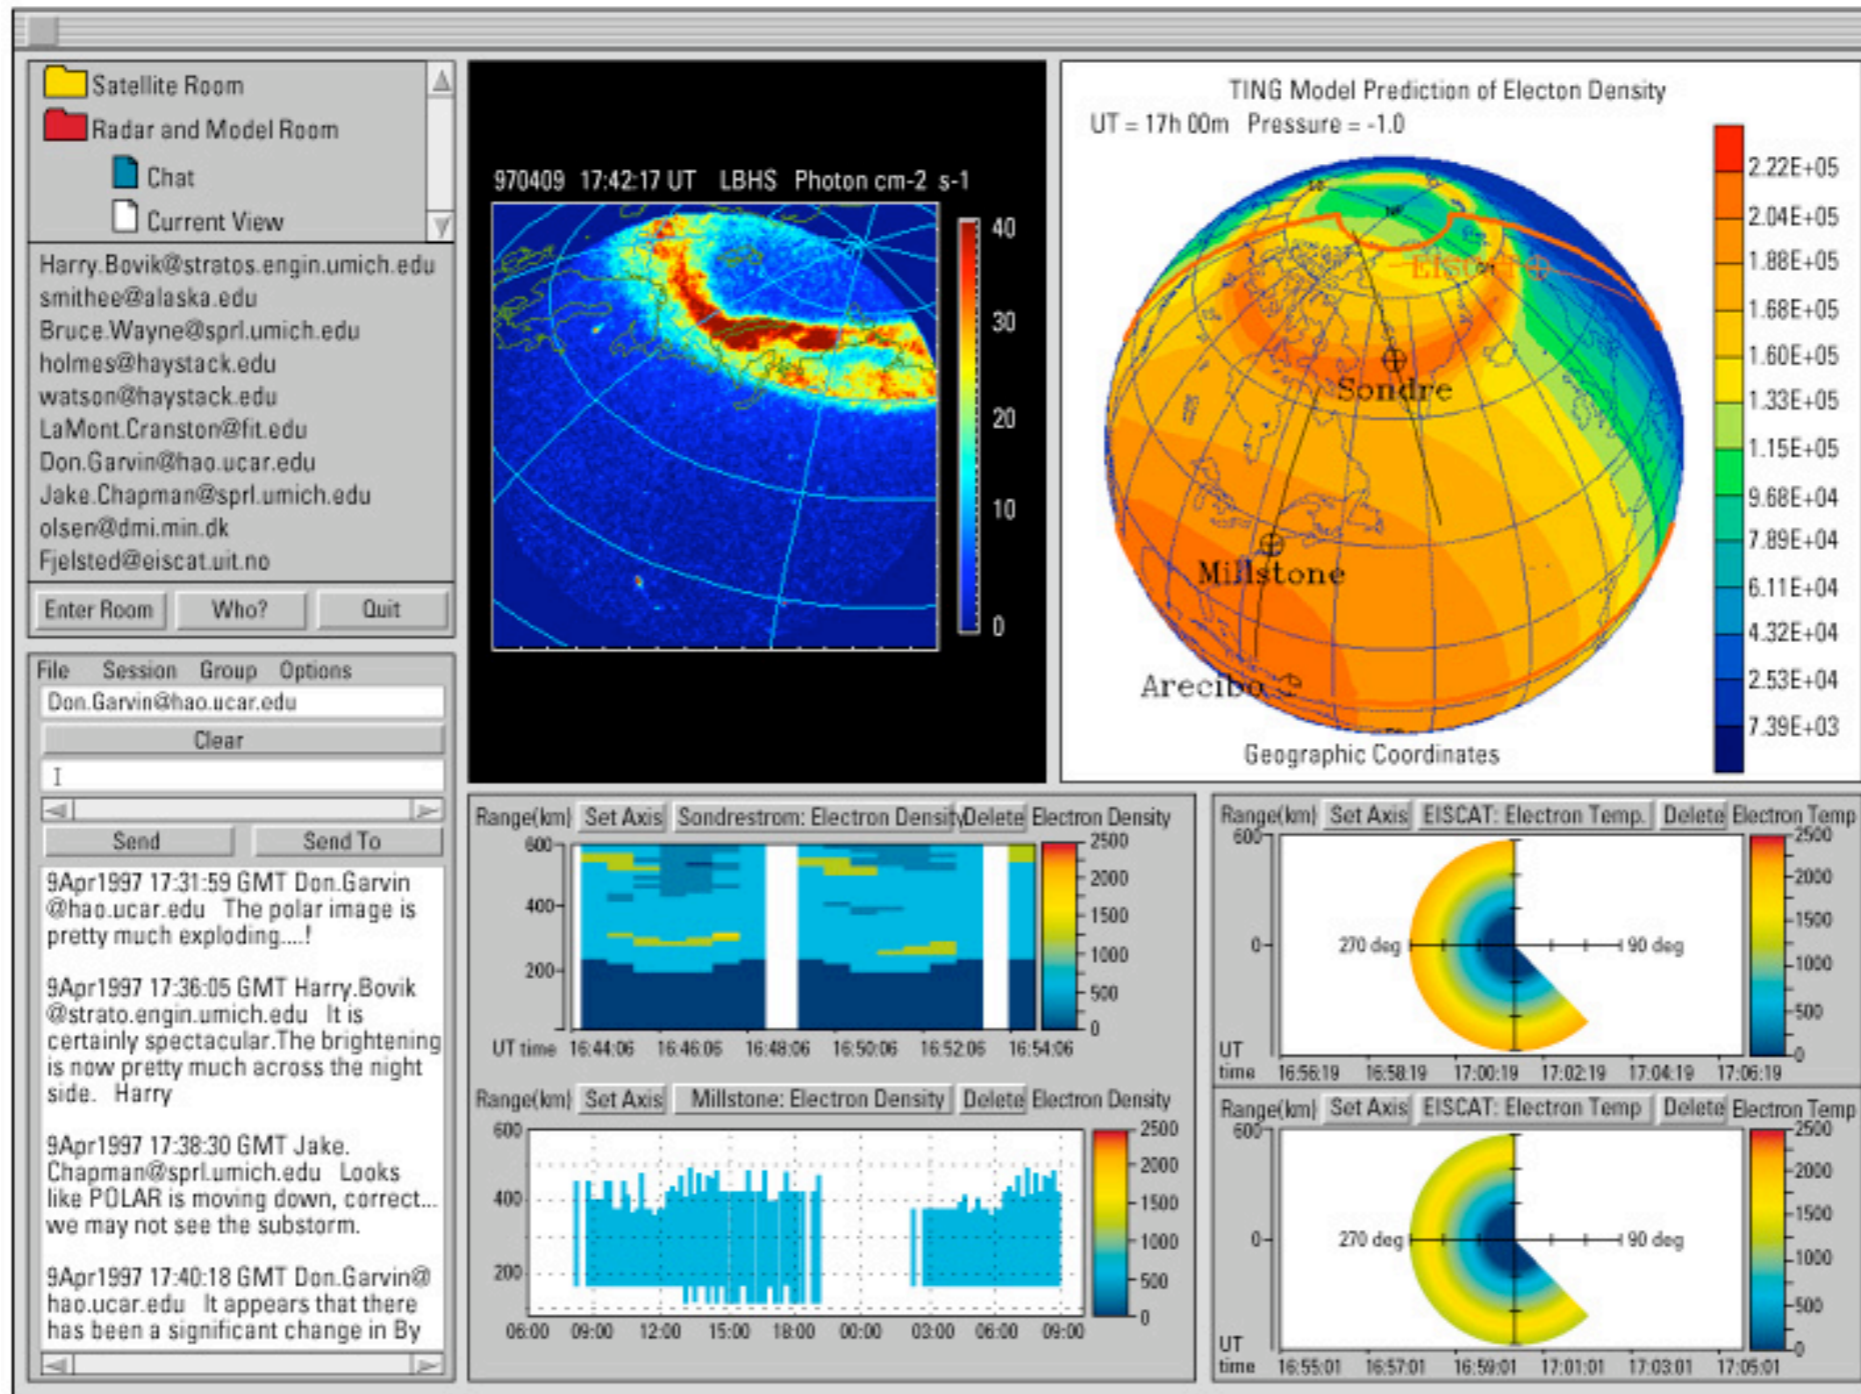 Satellite Room
Radar and Model Room
Chat
Current View
Harry.Bovik@stratos.engin.umich.edu
smithee@alaska.edu
Bruce.Wayne@sprl.umich.edu
holmes@haystack.edu
watson@haystack.edu
LaMont.Cranston@fit.edu
Don.Garvin@hao.ucar.edu
Jake.Chapman@sprl.umich.edu
olsen@dmi.min.dk
Fjelsted@eiscat.uit.no
Enter Room Who? Quit
File Session Group Options
Don.Garvin@hao.ucar.edu
Clear
Send Send To
9Apr1997 17:31:59 GMT Don.Garvin
@hao.ucar.edu The polar image is
pretty much exploding....!
9Apr1997 17:36:05 GMT Harry.Bovik
@strato.engin.umich.edu It is
certainly spectacular.The brightening
is now pretty much across the night
side. Harry
9Apr1997 17:38:30 GMT Jake.
Chapman@sprl.umich.edu Looks
like POLAR is moving down, correct...
we may not see the substorm.
9Apr1997 17:40:18 GMT Don.Garvin@
hao.ucar.edu It appears that there
has been a significant change in By
970409 17:42:17 UT LBHS Photon cm-2 s-1
40
30
20
10
0
TING Model Prediction of Electon Density
UT = 17h 00m Pressure = -1.0
EISCAT
Sondre
Millstone
Arecibo
Geographic Coordinates
2.22E+05
2.04E+05
1.88E+05
1.68E+05
1.60E+05
1.33E+05
1.15E+05
9.68E+04
7.89E+04
6.11E+04
4.32E+04
2.53E+04
7.39E+03
Range(km) Set Axis Sondrestrom: Electron Density Delete Electron Density
600
400
200
2500
2000
1500
1000
500
0
UT time 16:44:06 16:46:06 16:48:06 16:50:06 16:52:06 16:54:06
Range(km) Set Axis Millstone: Electron Density Delete Electron Density
600
400
200
2500
2000
1500
1000
500
0
06:00 09:00 12:00 15:00 18:00 00:00 03:00 06:00 09:00
Range(km) Set Axis EISCAT: Electron Temp. Delete Electron Temp
600
0
270 deg 90 deg
2500
2000
1500
1000
500
0
UT
time 16:56:19 16:58:19 17:00:19 17:02:19 17:04:19 17:06:19
Range(km) Set Axis EISCAT: Electron Temp Delete Electron Temp
600
0
270 deg 90 deg
2500
2000
1500
1000
500
0
UT
time 16:55:01 16:57:01 16:59:01 17:01:01 17:03:01 17:05:01